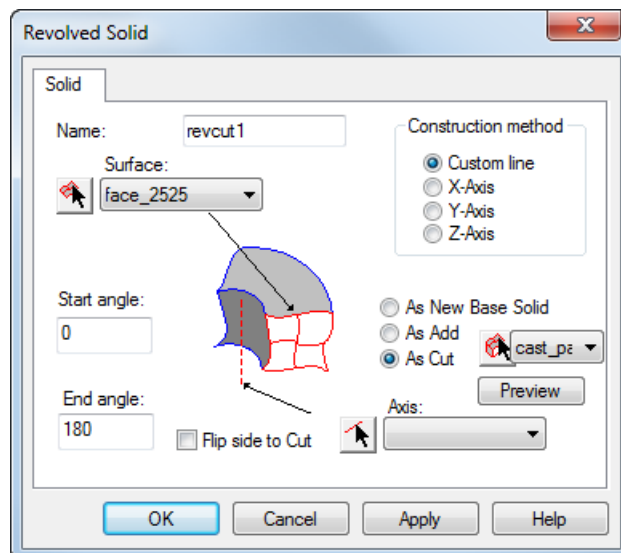 Revolved Solid
Solid
Name: revcut1
Construction method
Surface:
Custom line
face_2525
X-Axis
Y-Axis
Z-Axis
Start angle:
As New Base Solid
0
As Add
As Cut
cast_pa
Preview
End angle:
Axis:
180
Flip side to Cut
OK Cancel Apply Help